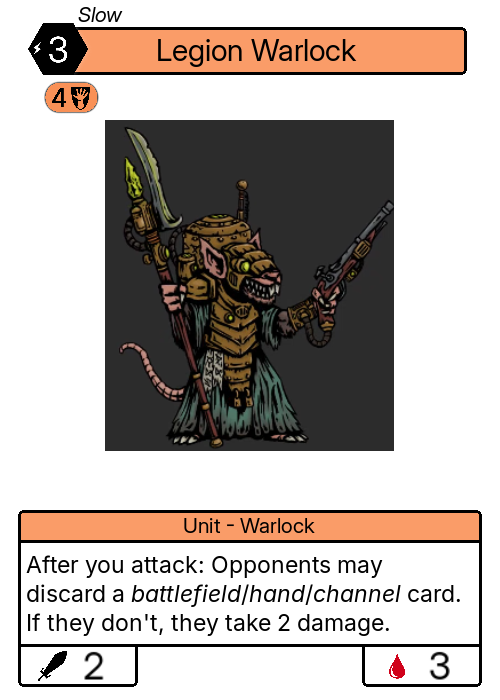 Slow
3
Legion Warlock
4
Unit - Warlock
After you attack: Opponents may
discard a battlefield/hand/channel card.
If they don't, they take 2 damage.
2
3